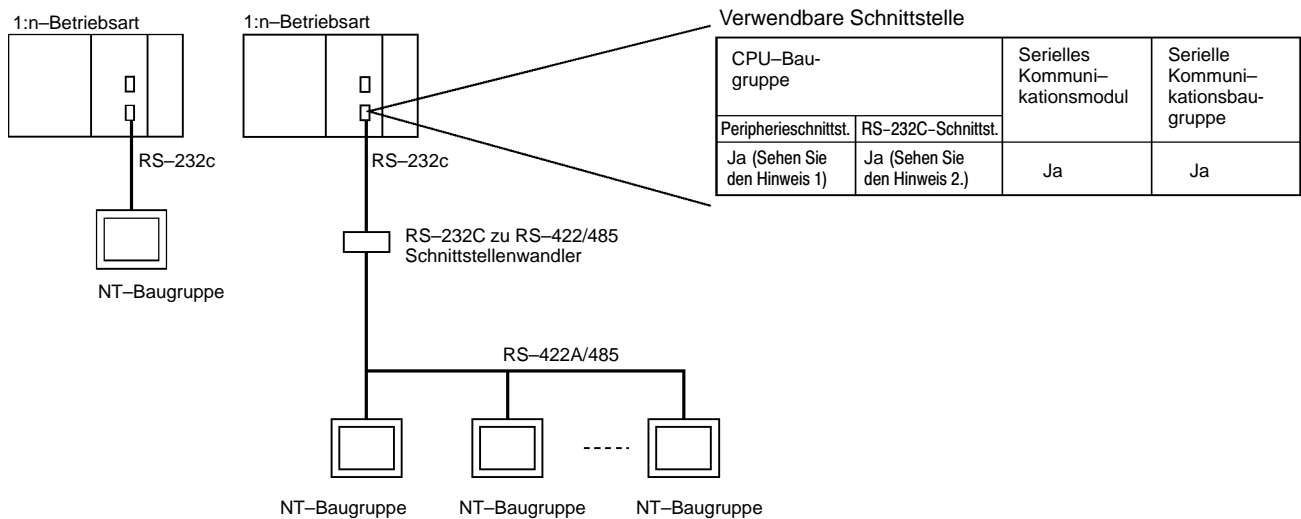 1:n–Betriebsart
1:n–Betriebsart
Verwendbare Schnittstelle
CPU–Bau-
gruppe
Serielles
Kommuni–
kationsmodul
Serielle
Kommuni–
kationsbau-
gruppe
Peripherieschnittst.
RS–232C–Schnittst.
Ja (Sehen Sie
den Hinweis 1)
Ja (Sehen Sie
den Hinweis 2.)
Ja
Ja
RS–232c
RS–232c
NT–Baugruppe
RS–232C zu RS–422/485
Schnittstellenwandler
RS–422A/485
NT–Baugruppe
NT–Baugruppe
NT–Baugruppe